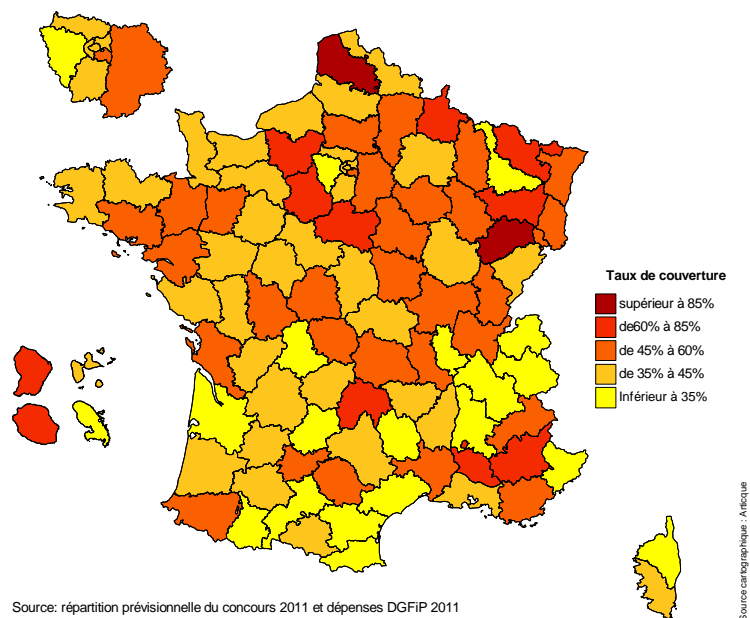 Taux de couverture
supérieur à 85%
de60% à 85%
de 45% à 60%
de 35% à 45%
Inférieur à 35%
Source cartographique : Articque
Source: répartition prévisionnelle du concours 2011 et dépenses DGFiP 2011